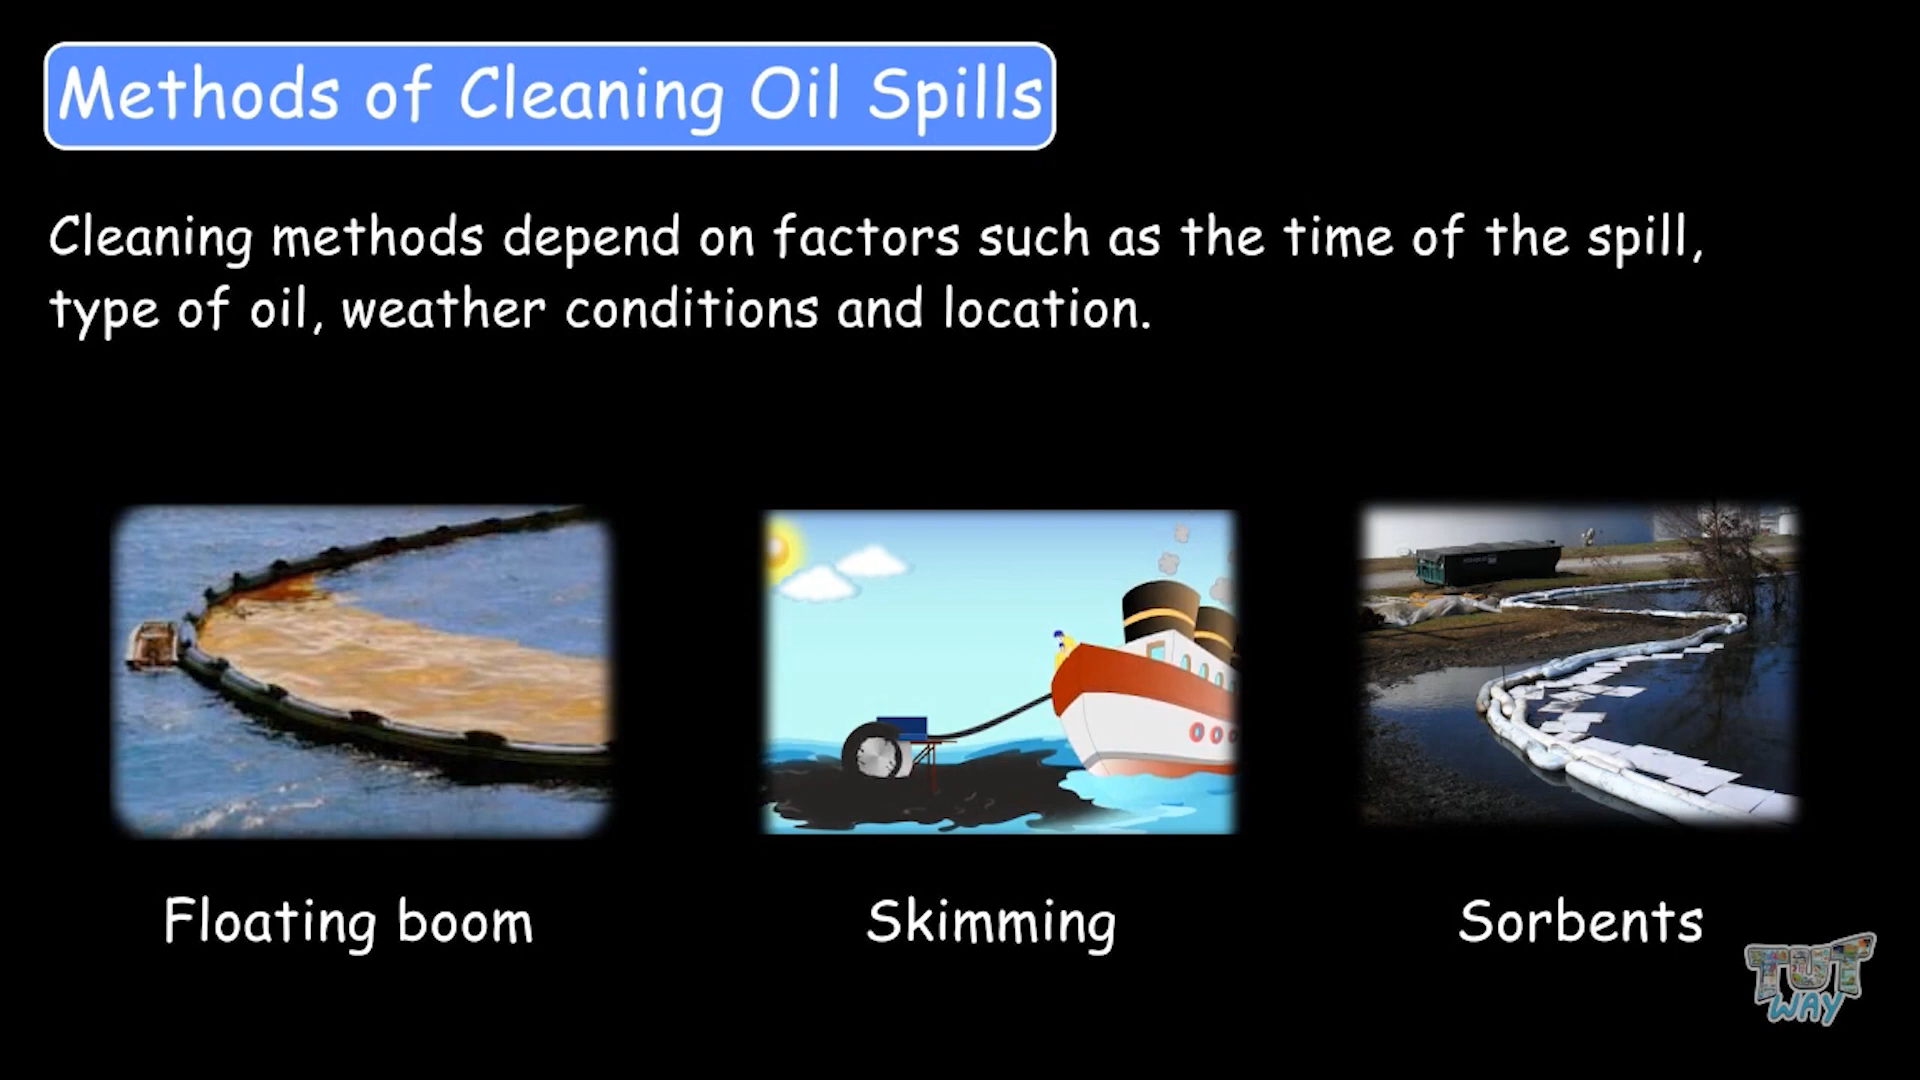 Methods of Cleaning Oil Spills
Cleaning methods depend on factors such as the time of the spill,
type of oil, weather conditions and location.
Floating boom
Skimming
Sorbents
TUT
WAY